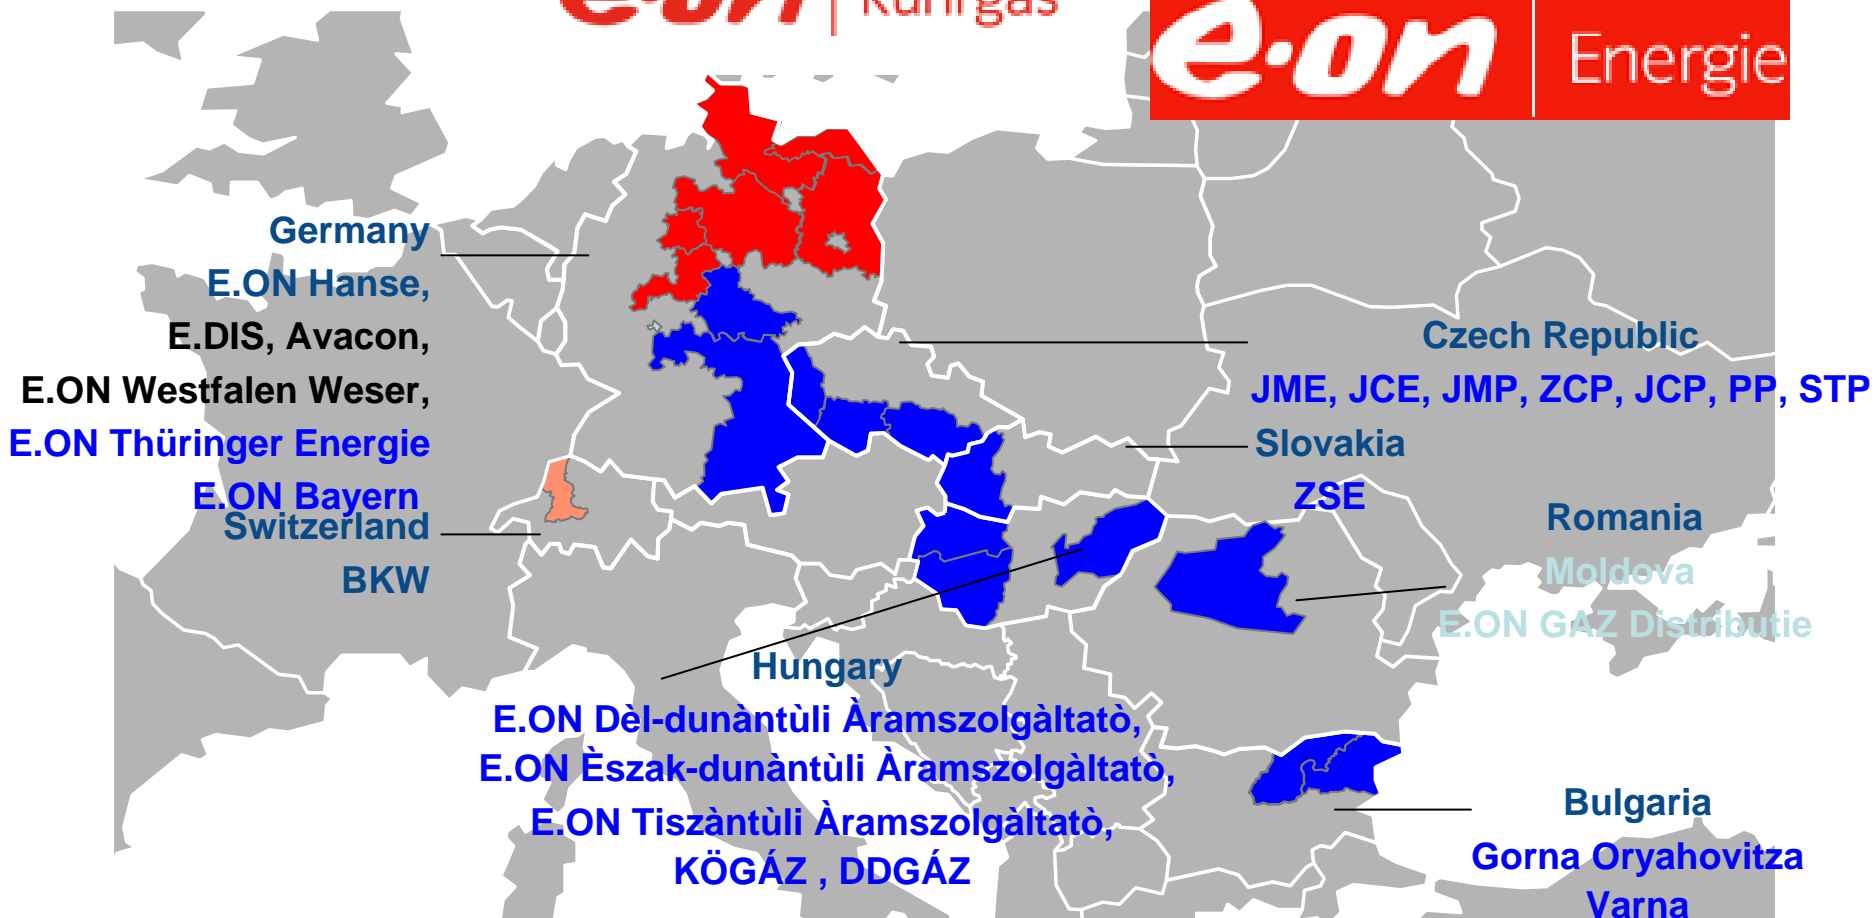 e·on | Ruhrgas
e·on | Energie
Germany
E.ON Hanse,
E.DIS, Avacon,
E.ON Westfalen Weser,
E.ON Thüringer Energie
E.ON Bayern
Switzerland
BKW
Czech Republic
JME, JCE, JMP, ZCP, JCP, PP, STP
Slovakia
ZSE
Romania
Moldova
E.ON GAZ Distributie
Hungary
E.ON Dèl-dunàntùli Àramszolgàltatò,
E.ON Èszak-dunàntùli Àramszolgàltatò,
E.ON Tiszàntùli Àramszolgàltatò,
KÖGÁZ , DDGÁZ
Bulgaria
Gorna Oryahovitza
Varna